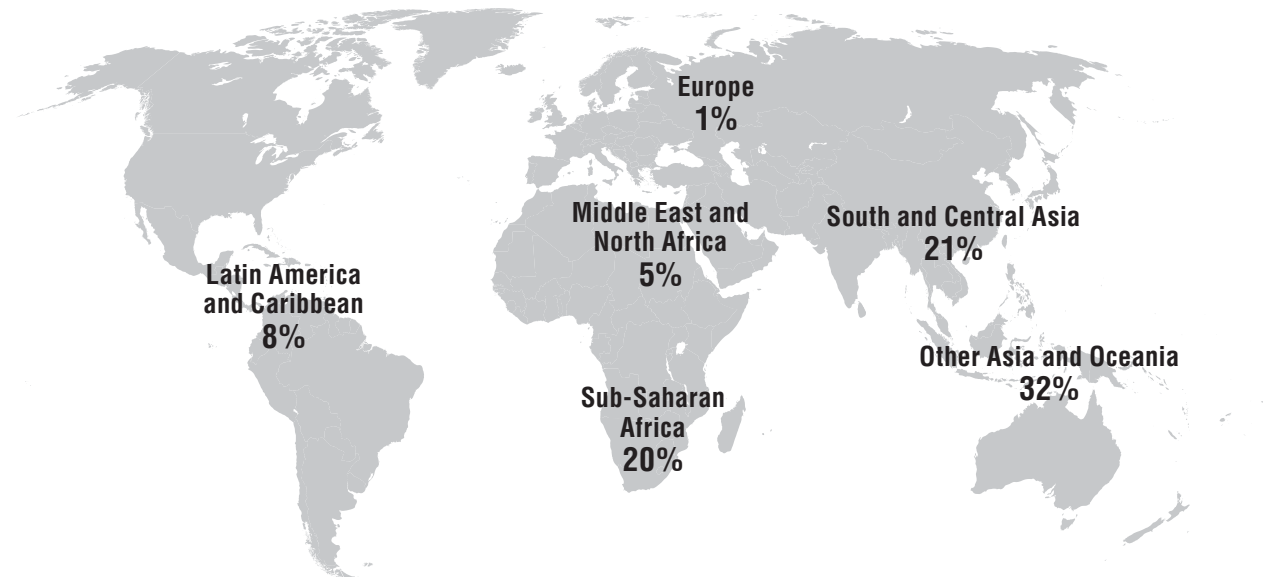 Europe
1%
Middle East and
North Africa
5%
South and Central Asia
21%
Latin America
and Caribbean
8%
Other Asia and Oceania
32%
Sub-Saharan
Africa
20%